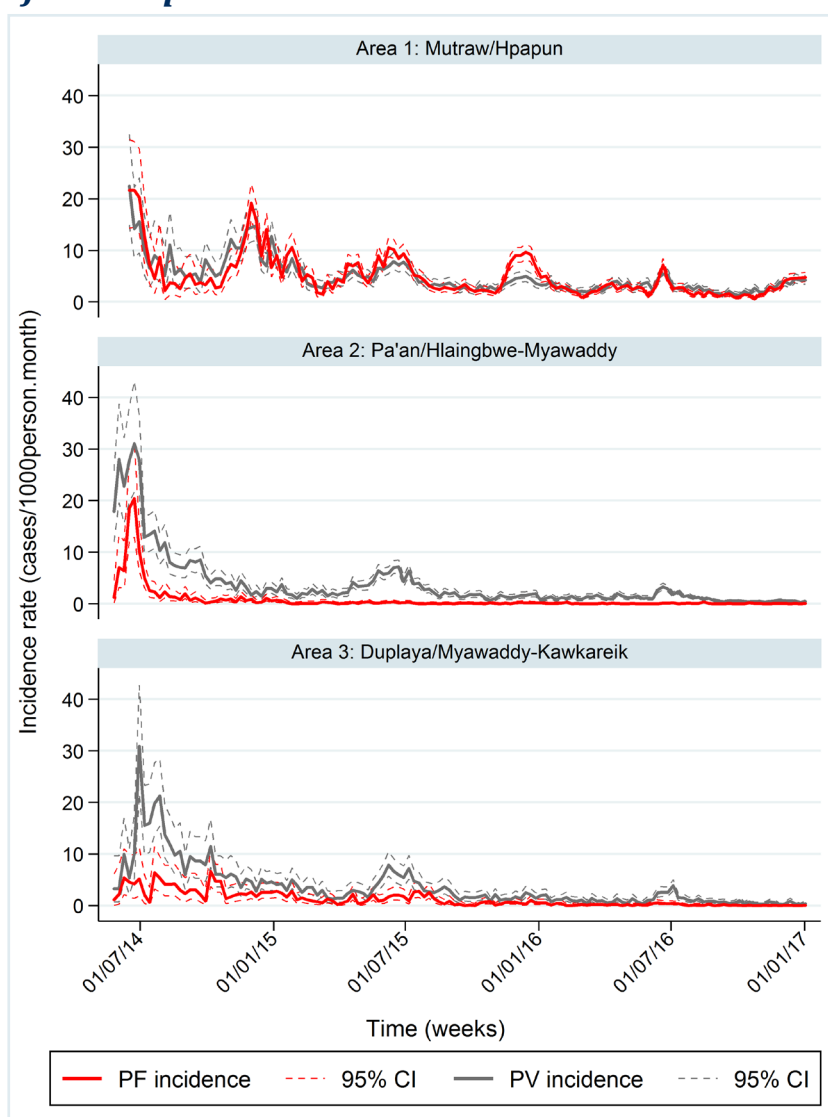 Area 1: Mutraw/Hpapun
40
30
20
10
0
Area 2: Pa'an/Hlaingbwe-Myawaddy
40
30
20
10
0
Area 3: Duplaya/Myawaddy-Kawkareik
40
30
20
10
0
Incidence rate (cases/1000person.month)
01/07/14 01/01/15 01/07/15 01/01/16 01/07/16 01/01/17
Time (weeks)
PF incidence 95% CI PV incidence 95% CI